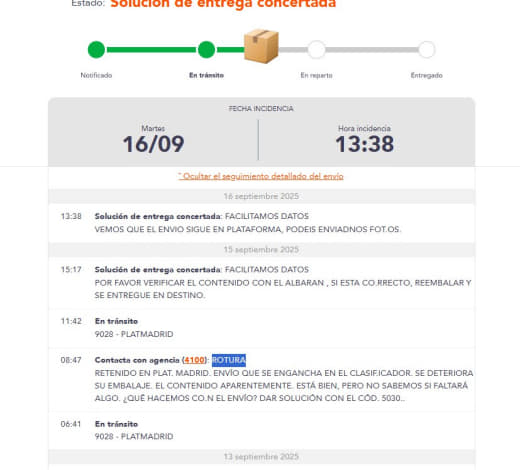 Estado: Solución de entrega concertada
Notificado
En tránsito
En reparto
Entregado
FECHA INCIDENCIA
Martes
16/09
Hora incidencia
13:38
ˆ Ocultar el seguimiento detallado del envío
16 septiembre 2025
13:38 Solución de entrega concertada: FACILITAMOS DATOS
VEMOS QUE EL ENVIO SIGUE EN PLATAFORMA, PODEIS ENVIADNOS FOT.OS.
15 septiembre 2025
15:17 Solución de entrega concertada: FACILITAMOS DATOS
POR FAVOR VERIFICAR EL CONTENIDO CON EL ALBARAN , SI ESTA CO.RRECTO, REEMBALAR Y
SE ENTREGUE EN DESTINO.
11:42 En tránsito
9028 - PLATMADRID
08:47 Contacta con agencia (4100): ROTURA
RETENIDO EN PLAT. MADRID. ENVÍO QUE SE ENGANCHA EN EL CLASIF.ICADOR. SE DETERIORA
SU EMBALAJE. EL CONTENIDO APARENTEMENTE. ESTÁ BIEN, PERO NO SABEMOS SI FALTARÁ
ALGO. ¿QUÉ HACEMOS CO.N EL ENVÍO? DAR SOLUCIÓN CON EL CÓD. 5030..
06:41 En tránsito
9028 - PLATMADRID
13 septiembre 2025